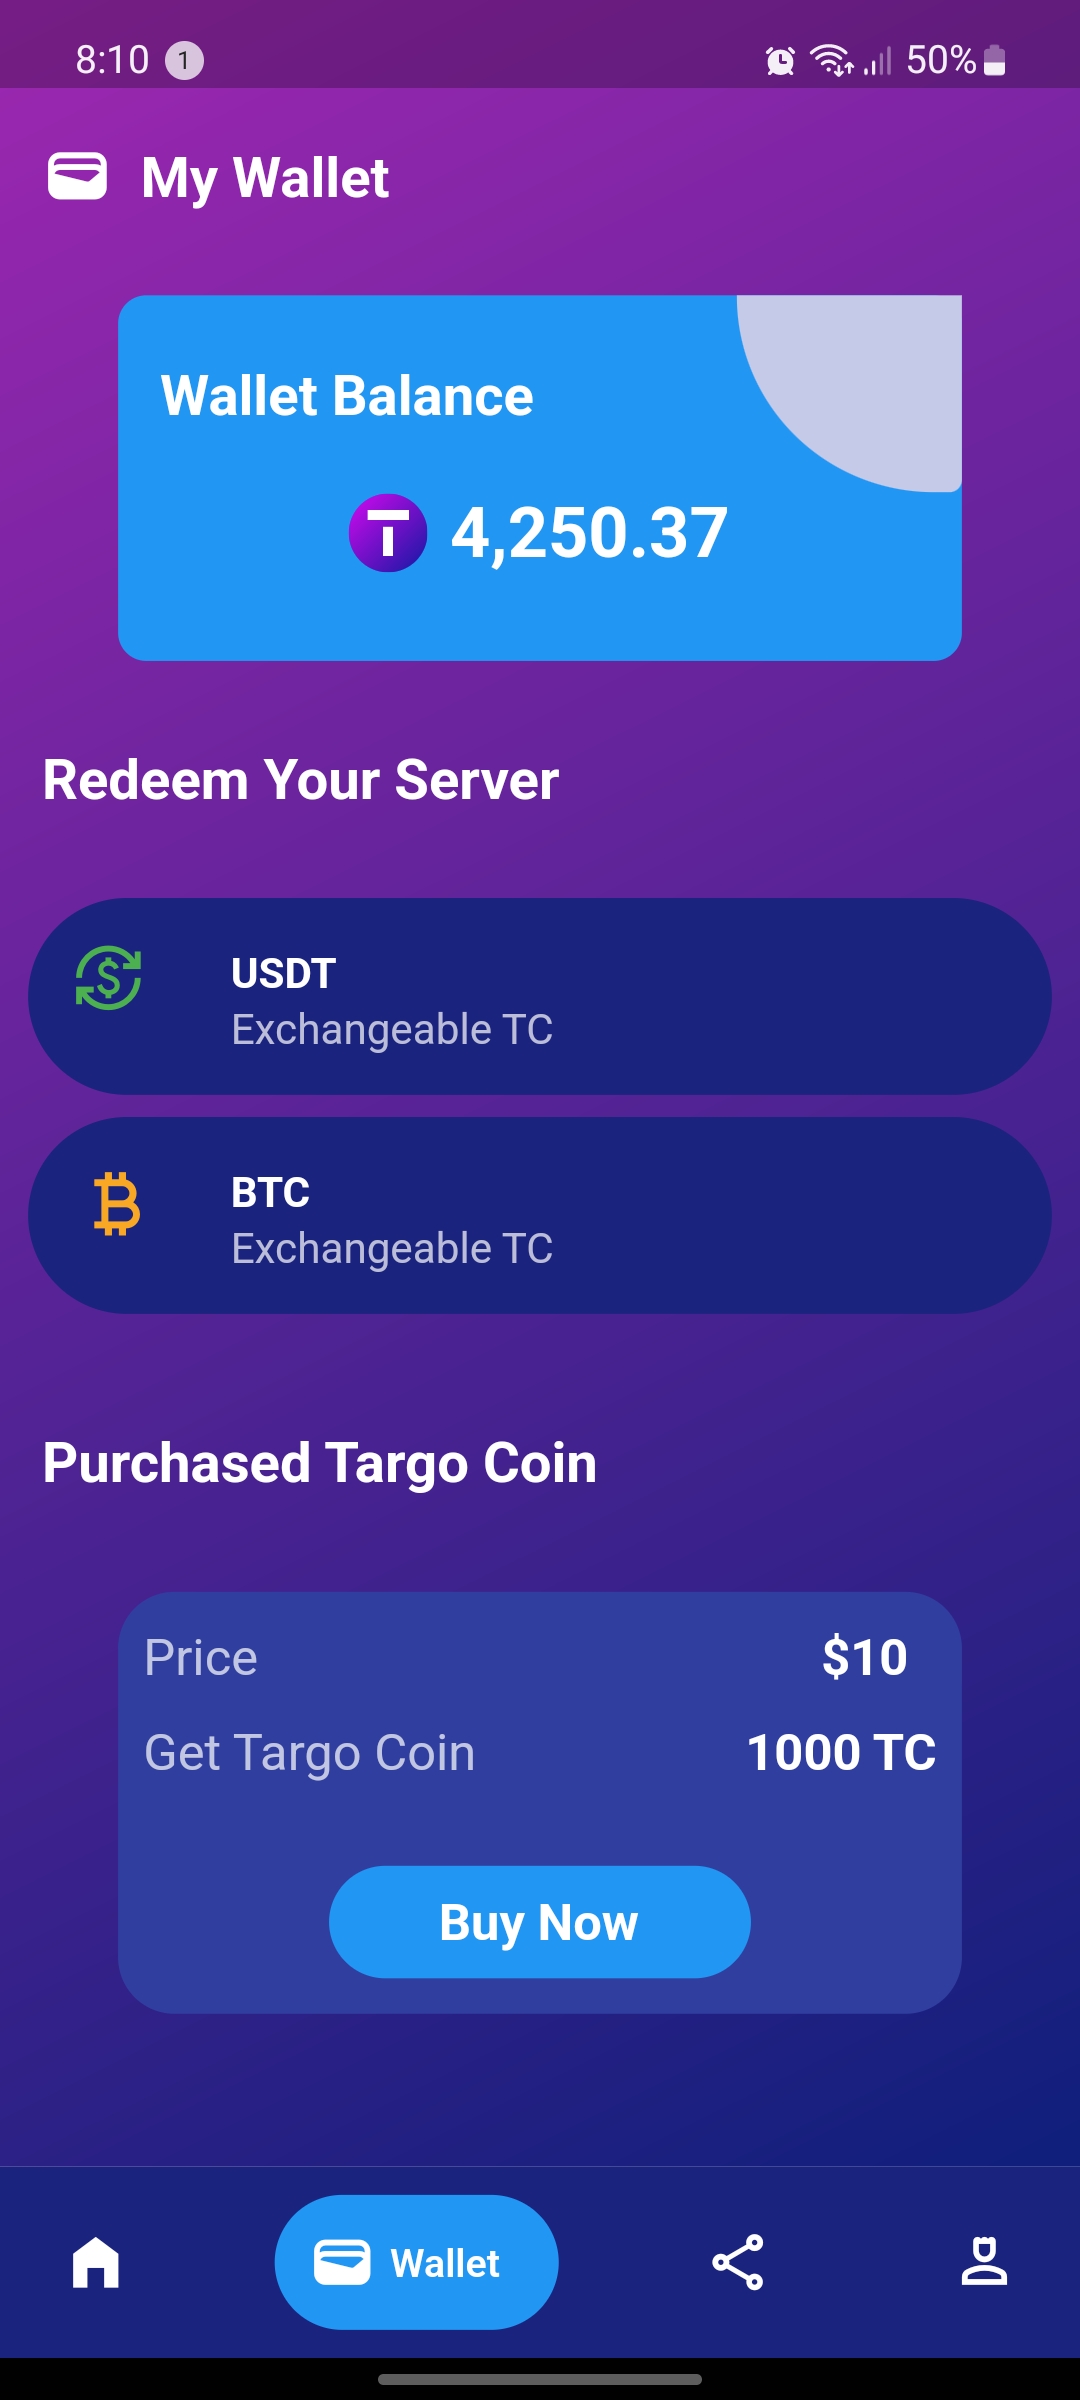 8:10 1 50%
My Wallet
Wallet Balance
T 4,250.37
Redeem Your Server
USDT
Exchangeable TC
BTC
Exchangeable TC
Purchased Targo Coin
Price $10
Get Targo Coin 1000 TC
Buy Now
Wallet